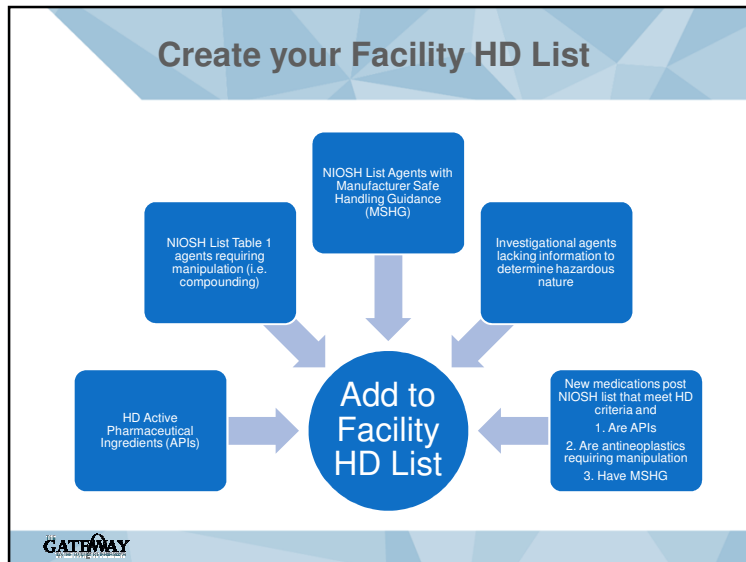 Create your Facility HD List
NIOSH List Agents with
Manufacturer Safe
Handling Guidance
(MSHG)
NIOSH List Table 1
agents requiring
manipulation (i.e.
compounding)
Investigational agents
lacking information to
determine hazardous
nature
HD Active
Pharmaceutical
Ingredients (APIs)
Add to
Facility
HD List
New medications post
NIOSH list that meet HD
criteria and
1. Are APIs
2. Are antineoplastics
requiring manipulation
3. Have MSHG
THE
GATEWAY